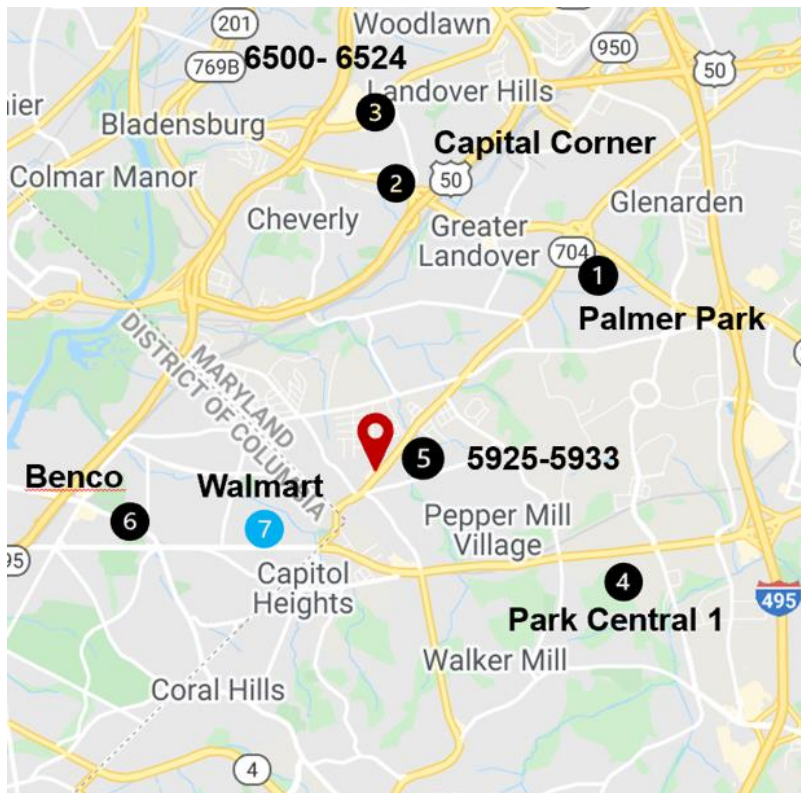 201
Woodlawn
769B
6500- 6524
950
50
Landover Hills
3
nier
Bladensburg
Capital Corner
2
50
Colmar Manor
Cheverly
Glenarden
Greater
Landover
704
1
Palmer Park
MARYLAND
DISTRICT OF COLUMBIA
5
5925-5933
Benco
Walmart
6
7
Pepper Mill
Village
95
Capitol
Heights
4
495
Park Central 1
Walker Mill
Coral Hills
4